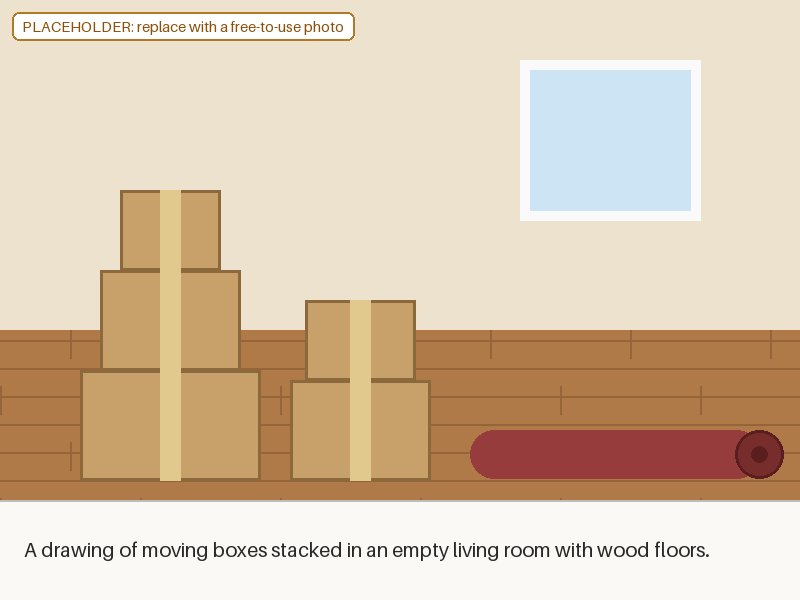 PLACEHOLDER: replace with a free-to-use photo
A drawing of moving boxes stacked in an empty living room with wood floors.